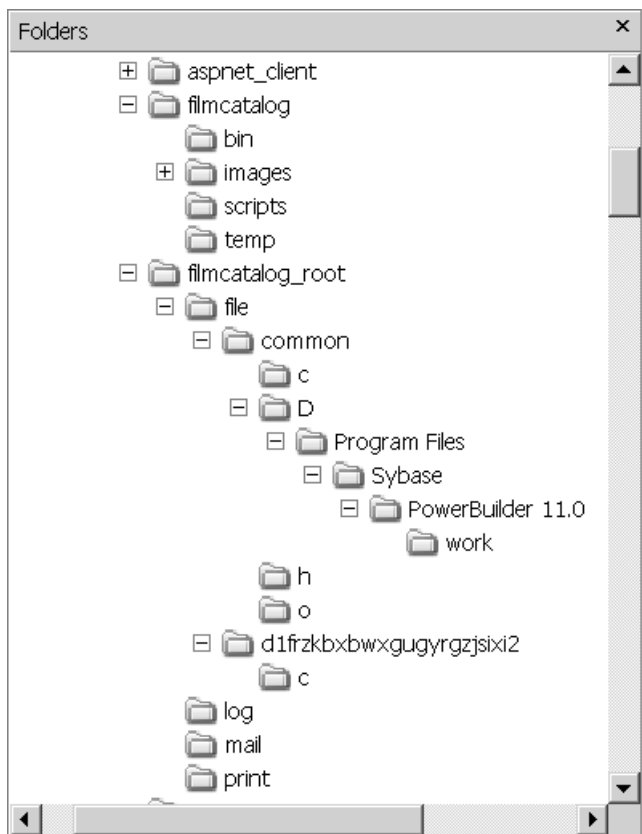 Folders
aspnet_client
filmcatalog
bin
images
scripts
temp
filmcatalog_root
file
common
c
D
Program Files
Sybase
PowerBuilder 11.0
work
h
o
d1frzkbxbwxgugyrgzjsixi2
c
log
mail
print